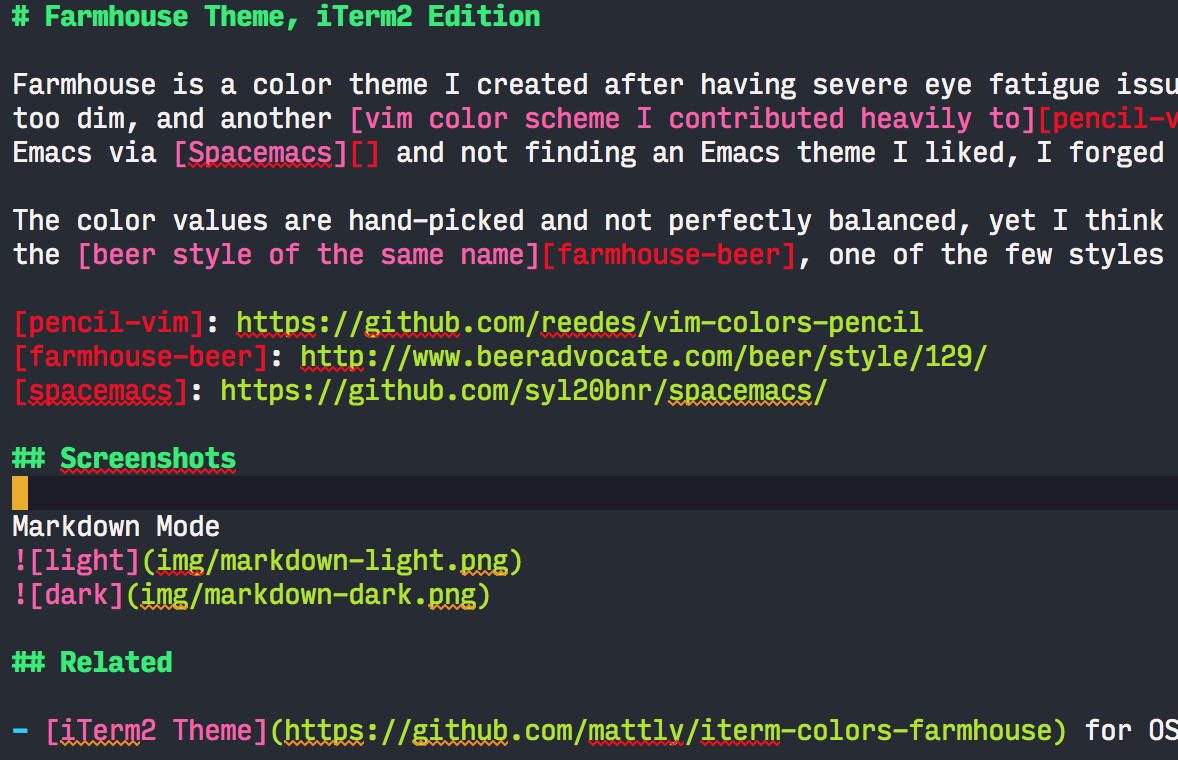 # Farmhouse Theme, iTerm2 Edition
Farmhouse is a color theme I created after having severe eye fatigue
too dim, and another [vim color scheme I contributed heavily to][pencil-v
Emacs via [Spacemacs][] and not finding an Emacs theme I liked, I forged
The color values are hand-picked and not perfectly balanced, yet I think
the [beer style of the same name][farmhouse-beer], one of the few styles
[pencil-vim]: https://github.com/reedes/vim-colors-pencil
[farmhouse-beer]: http://www.beeradvocate.com/beer/style/129/
[spacemacs]: https://github.com/syl20bnr/spacemacs/
## Screenshots
Markdown Mode
![light](img/markdown-light.png)
![dark](img/markdown-dark.png)
## Related
- [iTerm2 Theme](https://github.com/mattly/iterm-colors-farmhouse) for OS